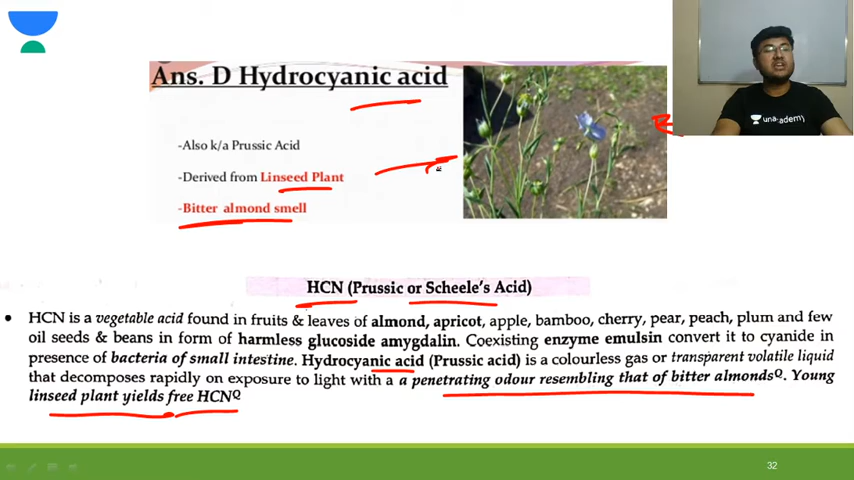 Ans. D Hydrocyanic acid
una academy
-Also k/a Prussic Acid
-Derived from Linseed Plant
-Bitter almond smell
HCN (Prussic or Scheele's Acid)
• HCN is a vegetable acid found in fruits & leaves of almond, apricot, apple, bamboo, cherry, pear, peach, plum and few
oil seeds & beans in form of harmless glucoside amygdalin. Coexisting enzyme emulsin convert it to cyanide in
presence of bacteria of small intestine. Hydrocyanic acid (Prussic acid) is a colourless gas or transparent volatile liquid
that decomposes rapidly on exposure to light with a a penetrating odour resembling that of bitter almondsQ. Young
linseed plant yields free HCNQ
32